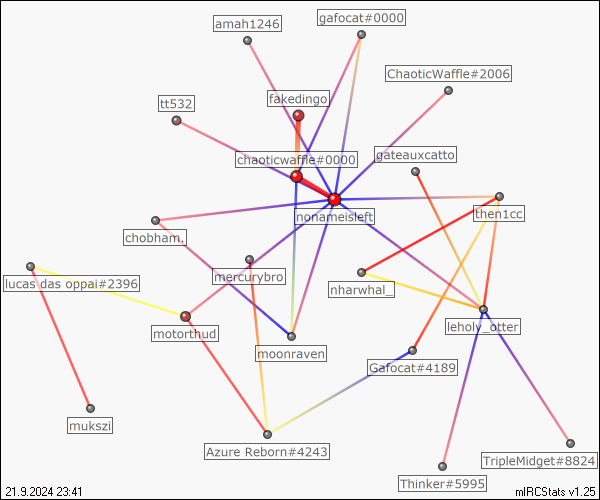 gafocat#0000
amah1246
ChaoticWaffle#2006
fakedingo
tt532
gateauxcatto
chaoticwaffle#0000
nonameisleft
then1cc
chobham,
mercurybro
lucas das oppai#2396
nharwhal_
leholy_otter
motorthud
moonraven
Gafocat#4189
mukszi
Azure Reborn#4243
TripleMidget#8824
Thinker#5995
21.9.2024 23:41
mIRCStats v1.25